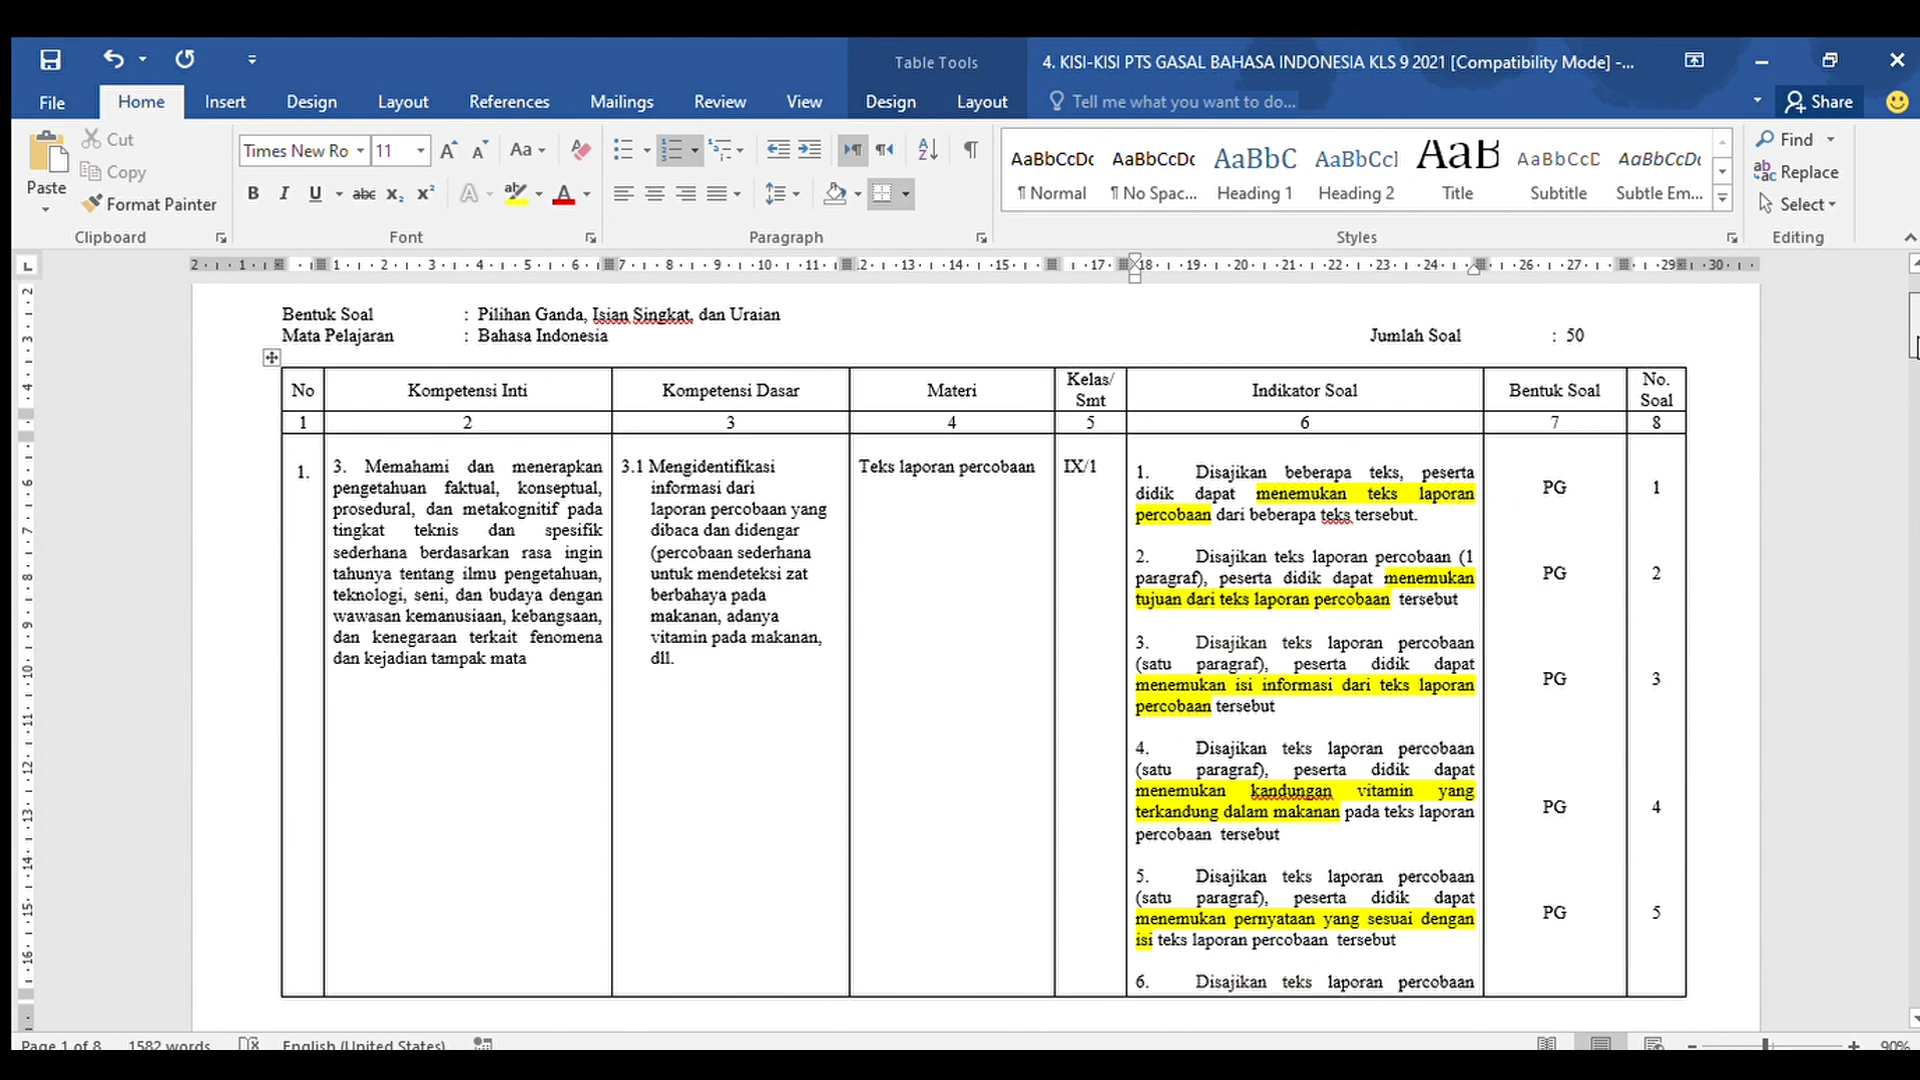 Table Tools
4. KISI-KISI PTS GASAL BAHASA INDONESIA KLS 9 2021 [Compatibility Mode] -...
File Home Insert Design Layout References Mailings Review View Design Layout Tell me what you want to do... Share
Paste
Cut
Copy
Format Painter
Clipboard
Times New Ro 11
Font
Paragraph
AaBbCcDc AaBbCcDc AaBbC AaBbCcl AaB AaBbCcD AaBbCcDc
¶ Normal ¶ No Spac... Heading 1 Heading 2 Title Subtitle Subtle Em...
Styles
Find
Replace
Select
Editing
Bentuk Soal : Pilihan Ganda, Isian Singkat, dan Uraian
Mata Pelajaran : Bahasa Indonesia Jumlah Soal : 50
No Kompetensi Inti Kompetensi Dasar Materi Kelas/ Smt Indikator Soal Bentuk Soal No. Soal
1 2 3 4 5 6 7 8
1.
3. Memahami dan menerapkan
pengetahuan faktual, konseptual,
prosedural, dan metakognitif pada
tingkat teknis dan spesifik
sederhana berdasarkan rasa ingin
tahunya tentang ilmu pengetahuan,
teknologi, seni, dan budaya dengan
wawasan kemanusiaan, kebangsaan,
dan kenegaraan terkait fenomena
dan kejadian tampak mata
3.1 Mengidentifikasi
informasi dari
laporan percobaan yang
dibaca dan didengar
(percobaan sederhana
untuk mendeteksi zat
berbahaya pada
makanan, adanya
vitamin pada makanan,
dll.
Teks laporan percobaan
IX/1
1. Disajikan beberapa teks, peserta
didik dapat menemukan teks laporan
percobaan dari beberapa teks tersebut.
PG 1
2. Disajikan teks laporan percobaan (1
paragraf), peserta didik dapat menemukan
tujuan dari teks laporan percobaan tersebut
PG 2
3. Disajikan teks laporan percobaan
(satu paragraf), peserta didik dapat
menemukan isi informasi dari teks laporan
percobaan tersebut
PG 3
4. Disajikan teks laporan percobaan
(satu paragraf), peserta didik dapat
menemukan kandungan vitamin yang
terkandung dalam makanan pada teks laporan
percobaan tersebut
PG 4
5. Disajikan teks laporan percobaan
(satu paragraf), peserta didik dapat
menemukan pernyataan yang sesuai dengan
isi teks laporan percobaan tersebut
PG 5
6. Disajikan teks laporan percobaan
Page 1 of 8 1582 words English (United States) 90%